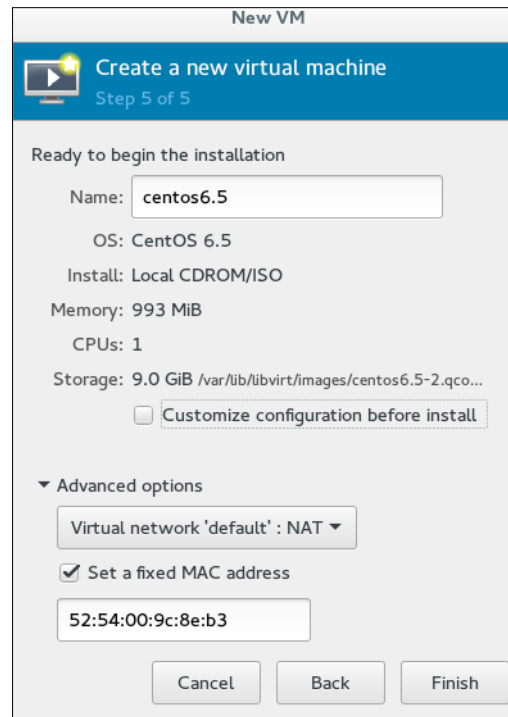 New VM
Create a new virtual machine
Step 5 of 5
Ready to begin the installation
Name: centos6.5
OS: CentOS 6.5
Install: Local CDROM/ISO
Memory: 993 MiB
CPUs: 1
Storage: 9.0 GiB /var/lib/libvirt/images/centos6.5-2.qco...
Customize configuration before install
Advanced options
Virtual network 'default' : NAT
Set a fixed MAC address
52:54:00:9c:8e:b3
Cancel Back Finish